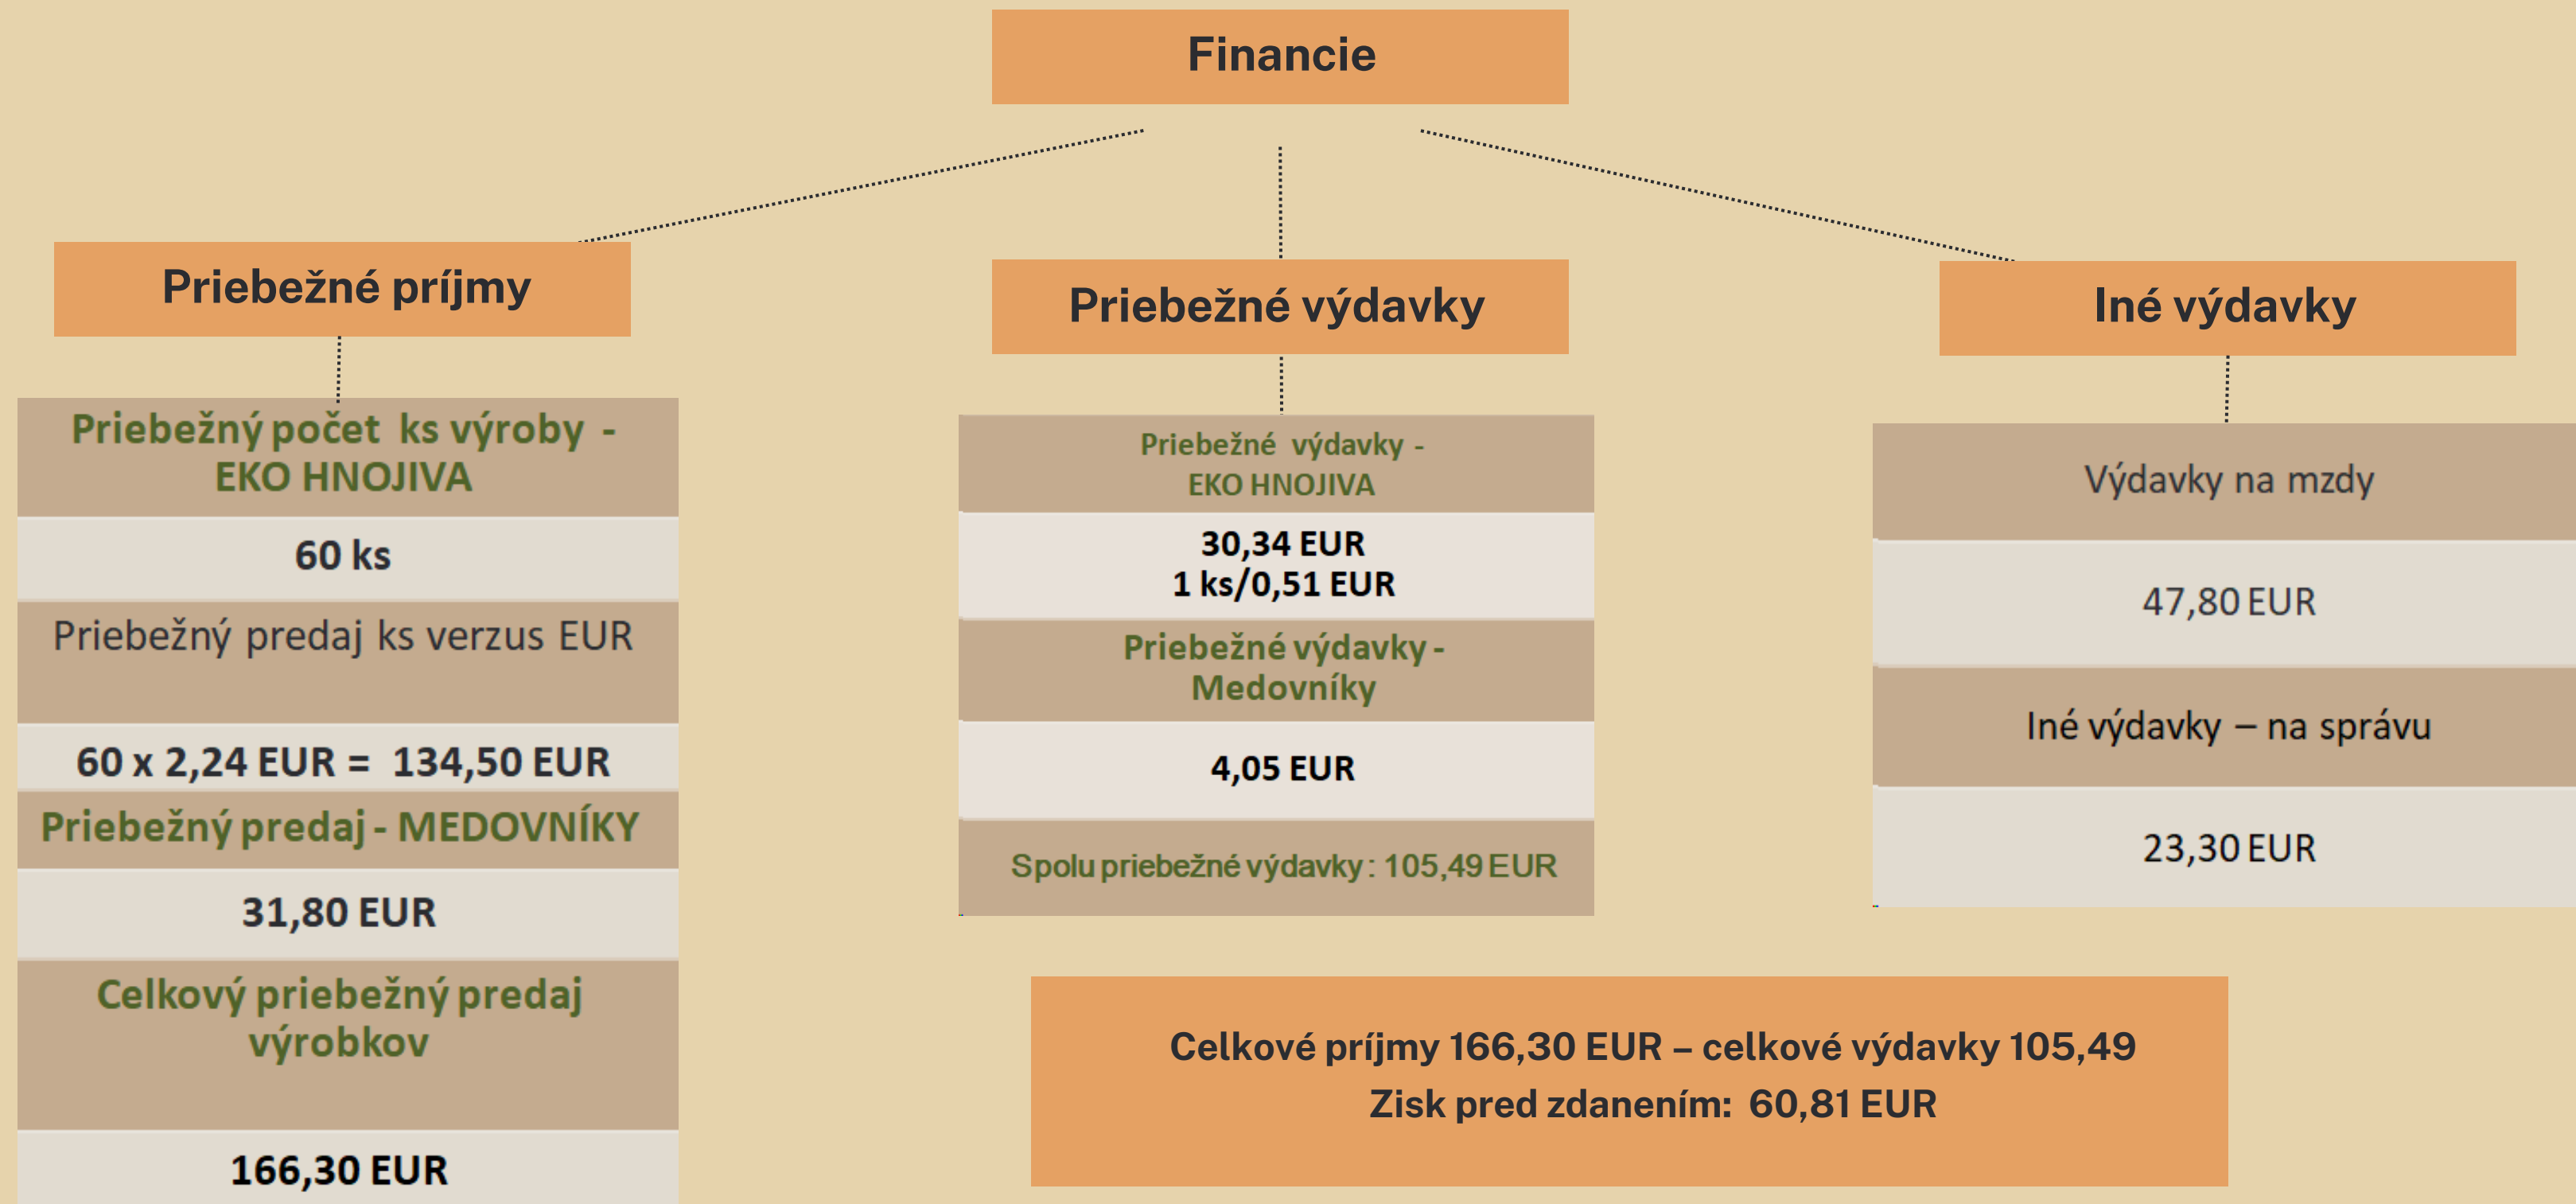 Financie
Priebežné príjmy
Priebežný počet ks výroby -
EKO HNOJIVA
60 ks
Priebežný predaj ks verzus EUR
60 x 2,24 EUR = 134,50 EUR
Priebežný predaj - MEDOVNÍKY
31,80 EUR
Celkový priebežný predaj
výrobkov
166,30 EUR
Priebežné výdavky
Priebežné výdavky -
EKO HNOJIVA
30,34 EUR
1 ks/0,51 EUR
Priebežné výdavky -
Medovníky
4,05 EUR
Spolu priebežné výdavky : 105,49 EUR
Iné výdavky
Výdavky na mzdy
47,80 EUR
Iné výdavky – na správu
23,30 EUR
Celkové príjmy 166,30 EUR – celkové výdavky 105,49
Zisk pred zdanením: 60,81 EUR